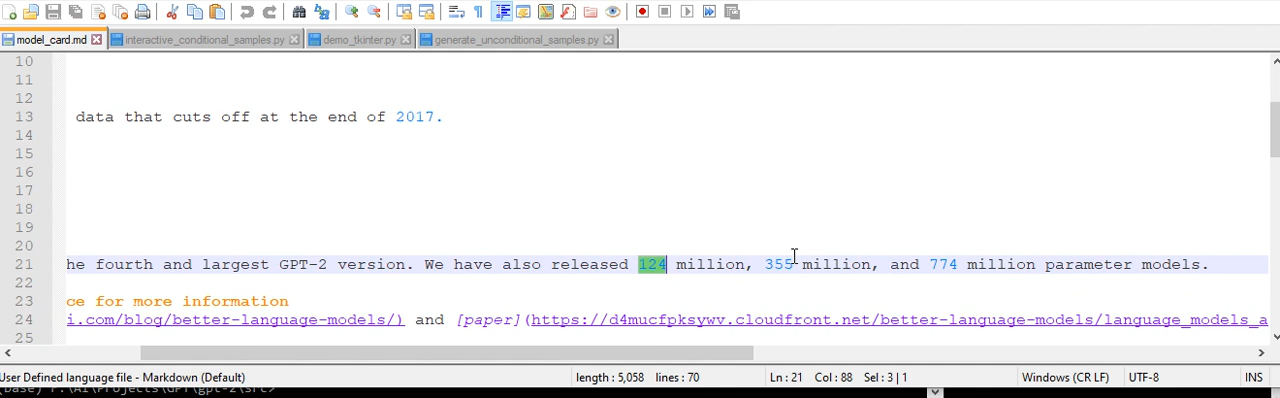 model_card.md interactive_conditional_samples.py demo_tkinter.py generate_unconditional_samples.py
10
11
12
13 data that cuts off at the end of 2017.
14
15
16
17
18
19
20
21 he fourth and largest GPT-2 version. We have also released 124 million, 355 million, and 774 million parameter models.
22
23 ce for more information
24 i.com/blog/better-language-models/) and [paper](https://d4mucfpksywv.cloudfront.net/better-language-models/language_models_a
25
User Defined language file - Markdown (Default) length : 5,058 lines : 70 Ln : 21 Col : 88 Sel : 3 | 1 Windows (CR LF) UTF-8 INS